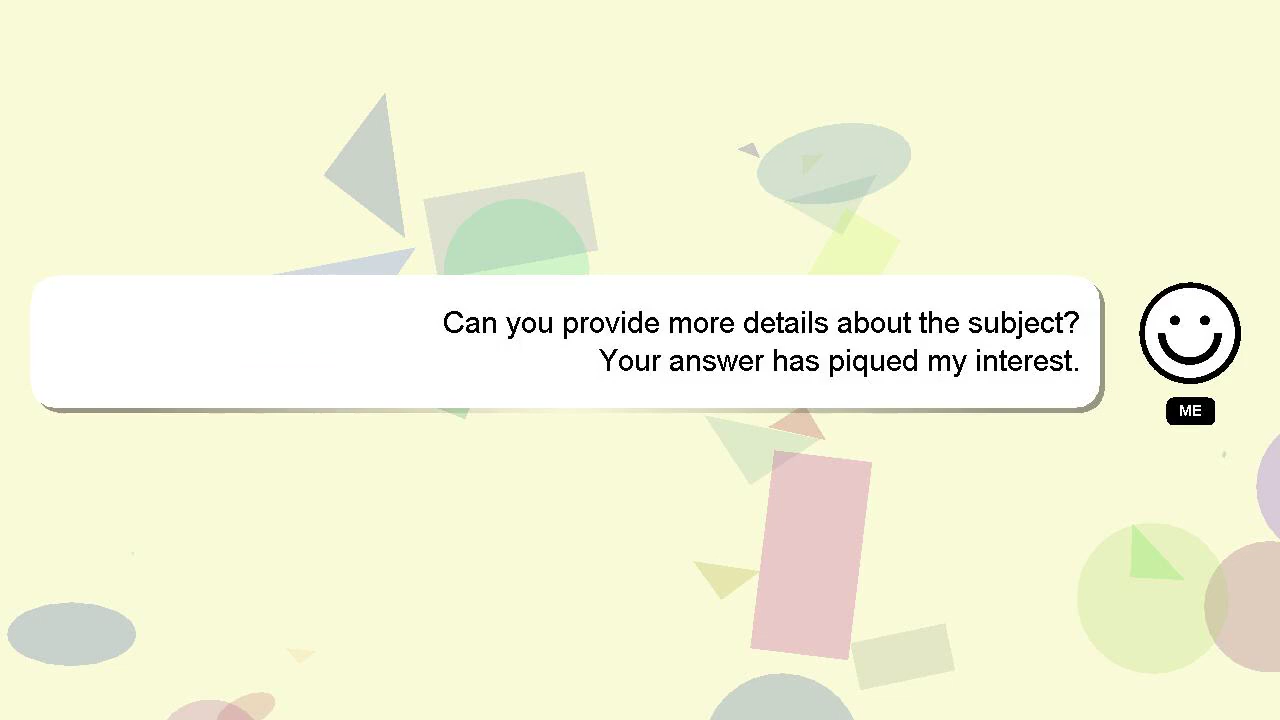 Can you provide more details about the subject?
Your answer has piqued my interest.
ME